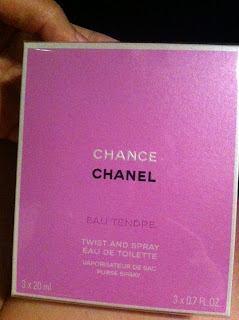 CHANCE
CHANEL
EAU TENDRE
TWIST AND SPRAY
EAU DE TOILETTE
VAPORISATEUR DE SAC
PURSE SPRAY
3 x 20 ml 3 x 0.7 FL.OZ.